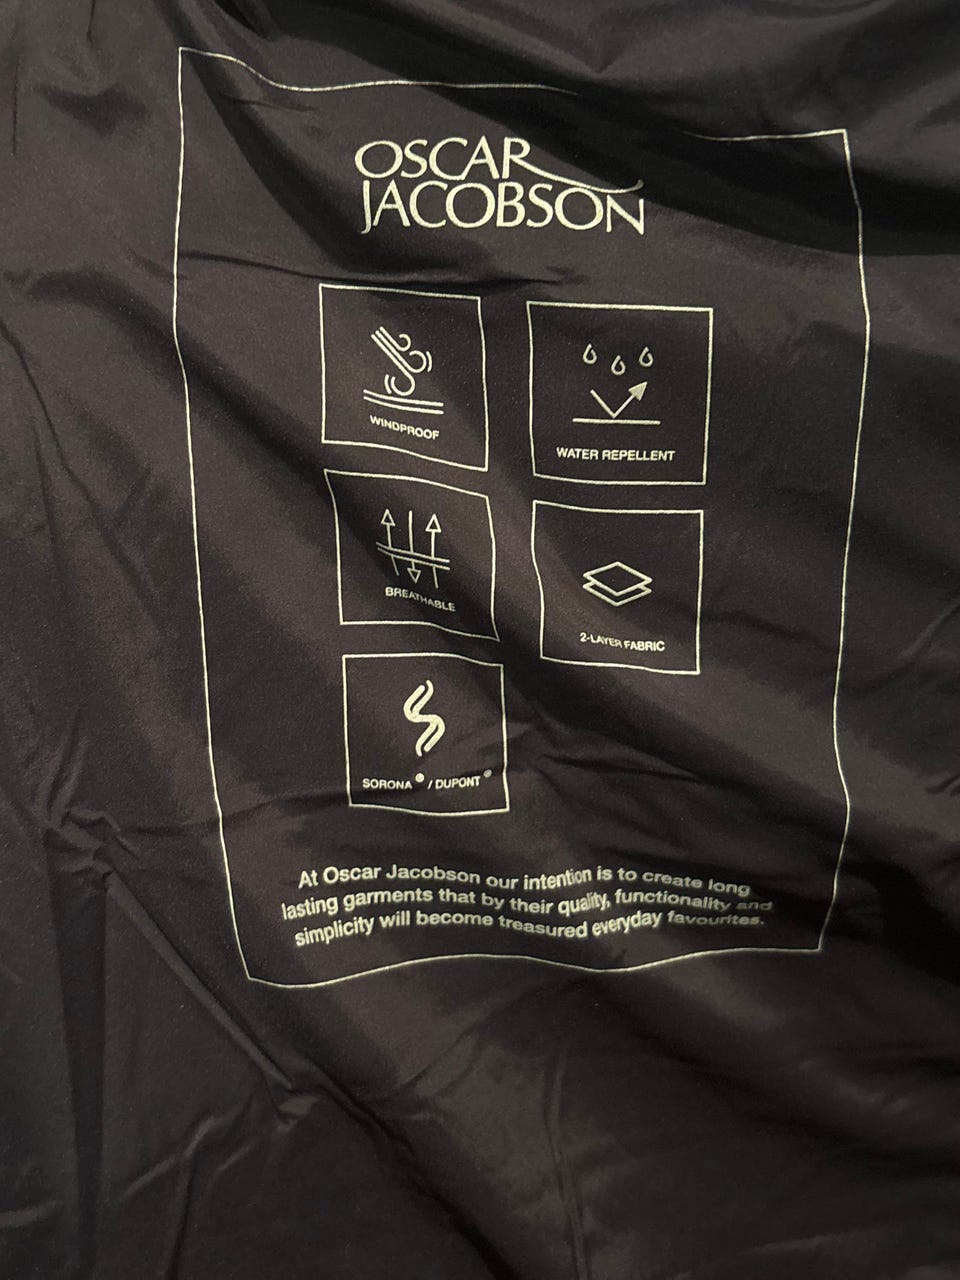 OSCAR
JACOBSON
WINDPROOF
WATER REPELLENT
BREATHABLE
2-LAYER FABRIC
SORONA® / DUPONT®
At Oscar Jacobson our intention is to create long
lasting garments that by their quality, functionality and
simplicity will become treasured everyday favourites.